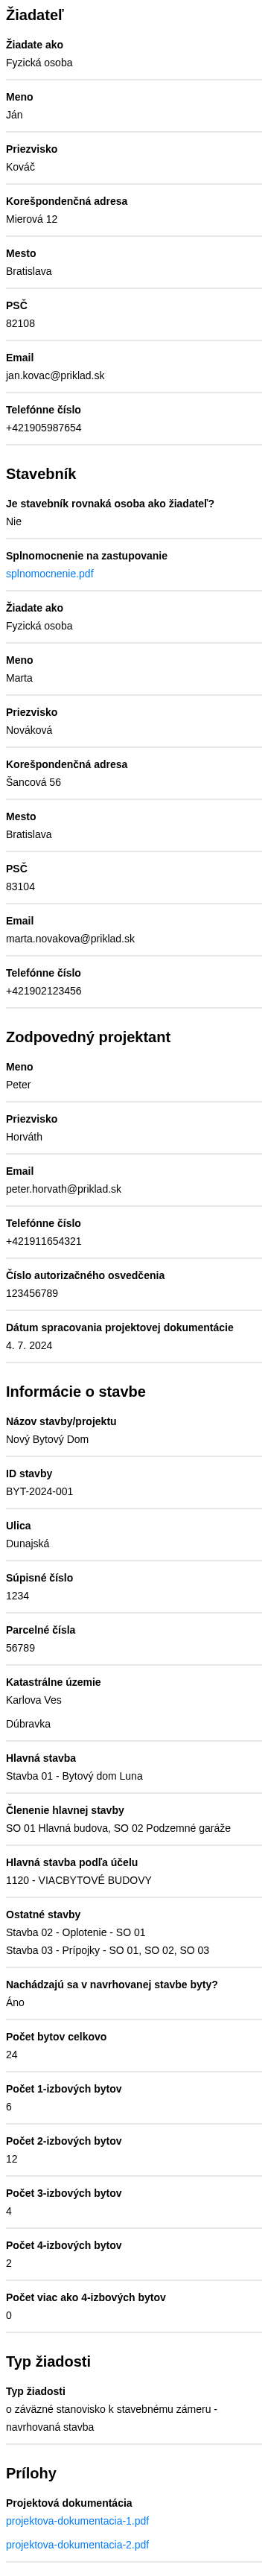 Žiadateľ
Žiadate ako
Fyzická osoba
Meno
Ján
Priezvisko
Kováč
Korešpondenčná adresa
Mierová 12
Mesto
Bratislava
PSČ
82108
Email
jan.kovac@priklad.sk
Telefónne číslo
+421905987654
Stavebník
Je stavebník rovnaká osoba ako žiadateľ?
Nie
Splnomocnenie na zastupovanie
splnomocnenie.pdf
Žiadate ako
Fyzická osoba
Meno
Marta
Priezvisko
Nováková
Korešpondenčná adresa
Šancová 56
Mesto
Bratislava
PSČ
83104
Email
marta.novakova@priklad.sk
Telefónne číslo
+421902123456
Zodpovedný projektant
Meno
Peter
Priezvisko
Horváth
Email
peter.horvath@priklad.sk
Telefónne číslo
+421911654321
Číslo autorizačného osvedčenia
123456789
Dátum spracovania projektovej dokumentácie
4. 7. 2024
Informácie o stavbe
Názov stavby/projektu
Nový Bytový Dom
ID stavby
BYT-2024-001
Ulica
Dunajská
Súpisné číslo
1234
Parcelné čísla
56789
Katastrálne územie
Karlova Ves
Dúbravka
Hlavná stavba
Stavba 01 - Bytový dom Luna
Členenie hlavnej stavby
SO 01 Hlavná budova, SO 02 Podzemné garáže
Hlavná stavba podľa účelu
1120 - VIACBYTOVÉ BUDOVY
Ostatné stavby
Stavba 02 - Oplotenie - SO 01
Stavba 03 - Prípojky - SO 01, SO 02, SO 03
Nachádzajú sa v navrhovanej stavbe byty?
Áno
Počet bytov celkovo
24
Počet 1-izbových bytov
6
Počet 2-izbových bytov
12
Počet 3-izbových bytov
4
Počet 4-izbových bytov
2
Počet viac ako 4-izbových bytov
0
Typ žiadosti
Typ žiadosti
o záväzné stanovisko k stavebnému zámeru -
navrhovaná stavba
Prílohy
Projektová dokumentácia
projektova-dokumentacia-1.pdf
projektova-dokumentacia-2.pdf